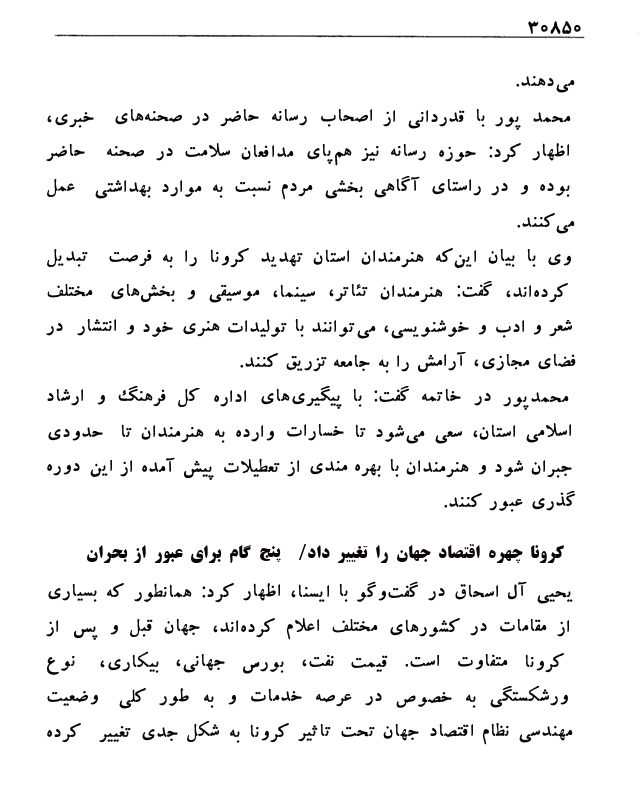 ۳۰۸۵۰
می‌دهند.
محمد پور با قدردانی از اصحاب رسانه حاضر در صحنه‌های خبری،
اظهار کرد: حوزه رسانه نیز هم‌پای مدافعان سلامت در صحنه حاضر
بوده و در راستای آگاهی بخشی مردم نسبت به موارد بهداشتی عمل
می‌کنند.
وی با بیان این‌که هنرمندان استان تهدید کرونا را به فرصت تبدیل
کرده‌اند، گفت: هنرمندان تئاتر، سینما، موسیقی و بخش‌های مختلف
شعر و ادب و خوشنویسی، می‌توانند با تولیدات هنری خود و انتشار در
فضای مجازی، آرامش را به جامعه تزریق کنند.
محمدپور در خاتمه گفت: با پیگیری‌های اداره کل فرهنگ و ارشاد
اسلامی استان، سعی می‌شود تا خسارات وارده به هنرمندان تا حدودی
جبران شود و هنرمندان با بهره مندی از تعطیلات پیش آمده از این دوره
گذری عبور کنند.
کرونا چهره اقتصاد جهان را تغییر داد/ پنج گام برای عبور از بحران
یحیی آل اسحاق در گفت‌وگو با ایسنا، اظهار کرد: همانطور که بسیاری
از مقامات در کشورهای مختلف اعلام کرده‌اند، جهان قبل و پس از
کرونا متفاوت است. قیمت نفت، بورس جهانی، بیکاری، نوع
ورشکستگی به خصوص در عرصه خدمات و به طور کلی وضعیت
مهندسی نظام اقتصاد جهان تحت تاثیر کرونا به شکل جدی تغییر کرده